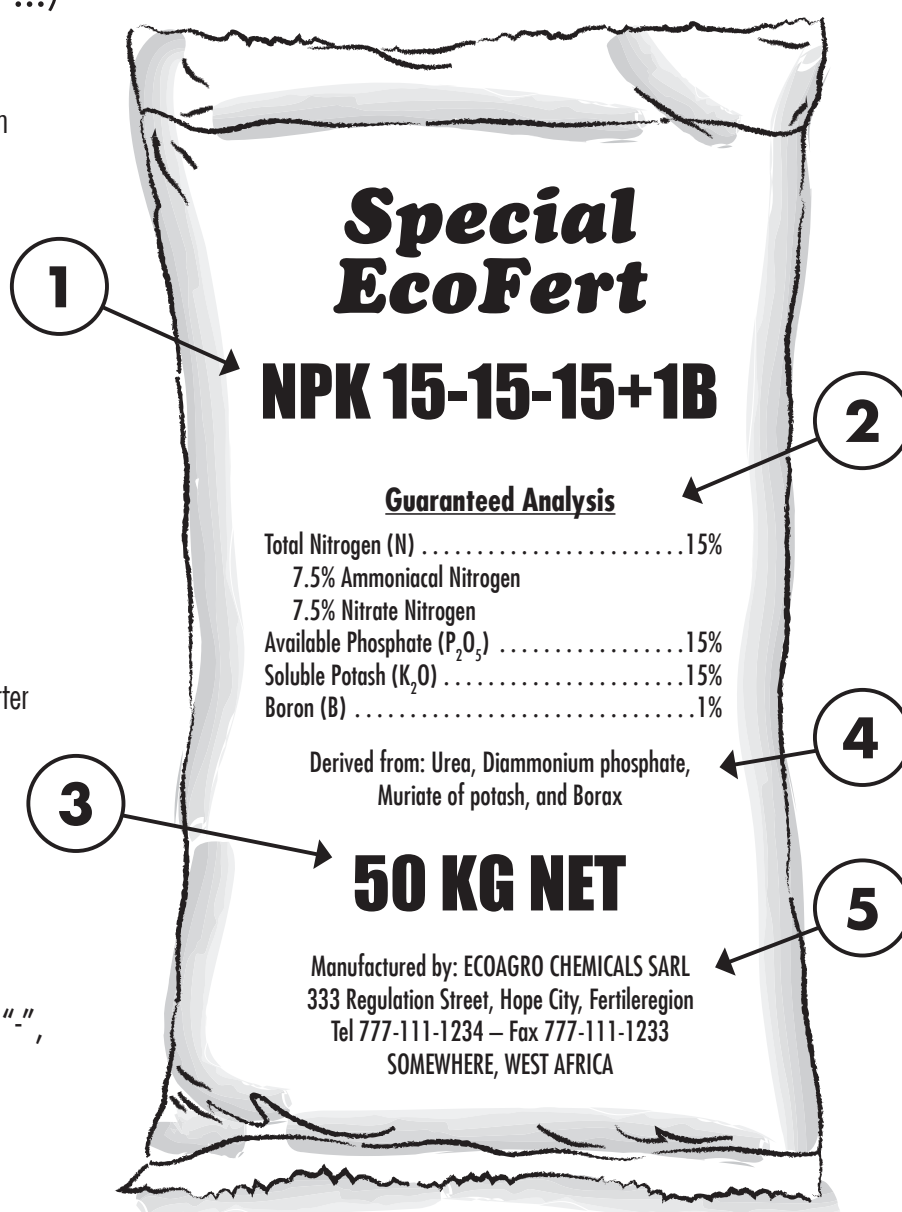 ...)
n
Special
EcoFert
1
NPK 15-15-15+1B
2
Guaranteed Analysis
Total Nitrogen (N) ........................15%
7.5% Ammoniacal Nitrogen
7.5% Nitrate Nitrogen
Available Phosphate (P₂O₅) .................15%
Soluble Potash (K₂O) ......................15%
Boron (B) ...............................1%
rter
4
Derived from: Urea, Diammonium phosphate,
Muriate of potash, and Borax
3
50 KG NET
5
Manufactured by: ECOAGRO CHEMICALS SARL
333 Regulation Street, Hope City, Fertileregion
Tel 777-111-1234 – Fax 777-111-1233
SOMEWHERE, WEST AFRICA
“-”,